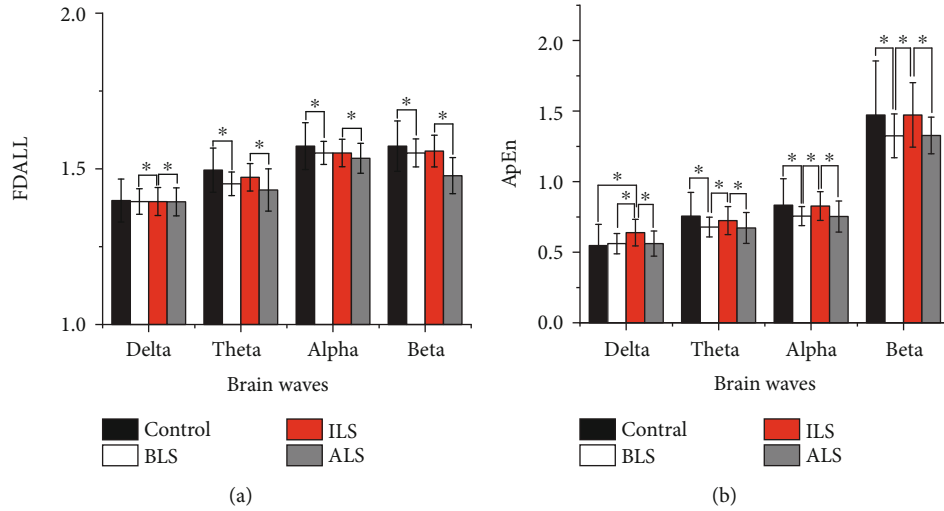 2.0
1.5
1.0
FDALL
* * * * * * * *
Delta Theta Alpha Beta
Brain waves
Control ILS
BLS ALS
(a)
2.0
1.5
1.0
0.5
0.0
ApEn
* * * * * * * * * * * *
Delta Theta Alpha Beta
Brain waves
Contral ILS
BLS ALS
(b)